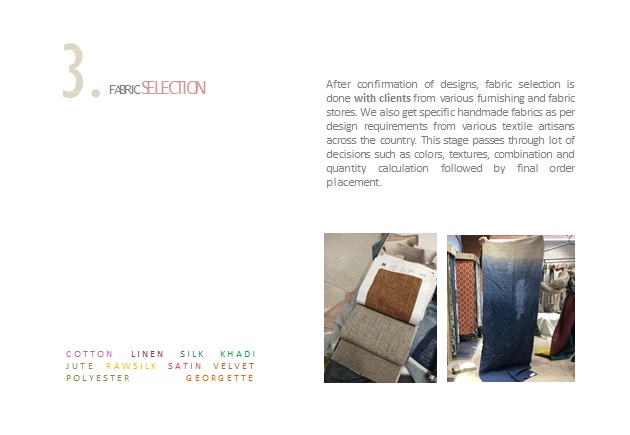 3. FABRIC SELECTION
After confirmation of designs, fabric selection is
done with clients from various furnishing and fabric
stores. We also get specific handmade fabrics as per
design requirements from various textile artisans
across the country. This stage passes through lot of
decisions such as colors, textures, combination and
quantity calculation followed by final order
placement.
COTTON LINEN SILK KHADI
JUTE RAWSILK SATIN VELVET
POLYESTER GEORGETTE